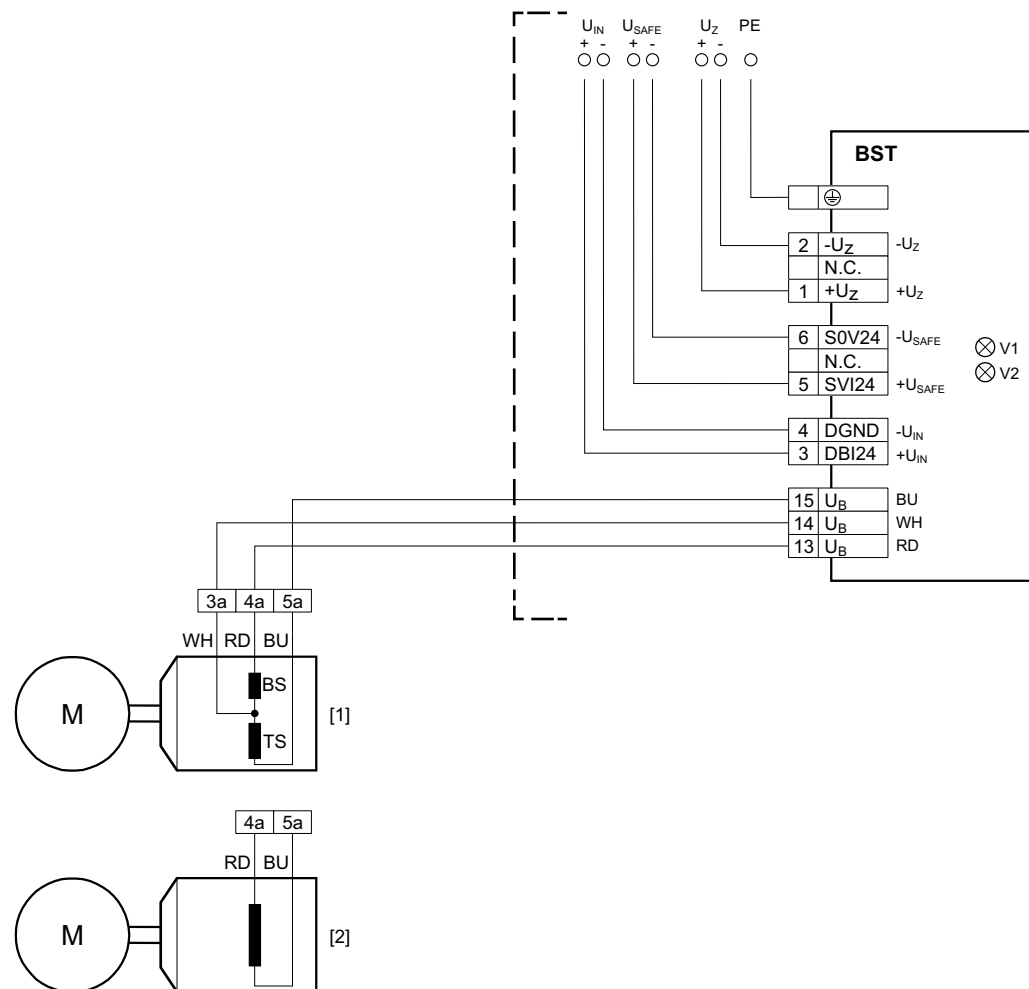 U_IN U_SAFE U_Z PE
+ - + - + -
BST
2 -U_Z -U_Z
N.C.
1 +U_Z +U_Z
6 S0V24 -U_SAFE
N.C.
5 SVI24 +U_SAFE
V1
V2
4 DGND -U_IN
3 DBI24 +U_IN
15 U_B BU
14 U_B WH
13 U_B RD
3a 4a 5a
WH RD BU
BS
M
TS
[1]
4a 5a
RD BU
M
[2]